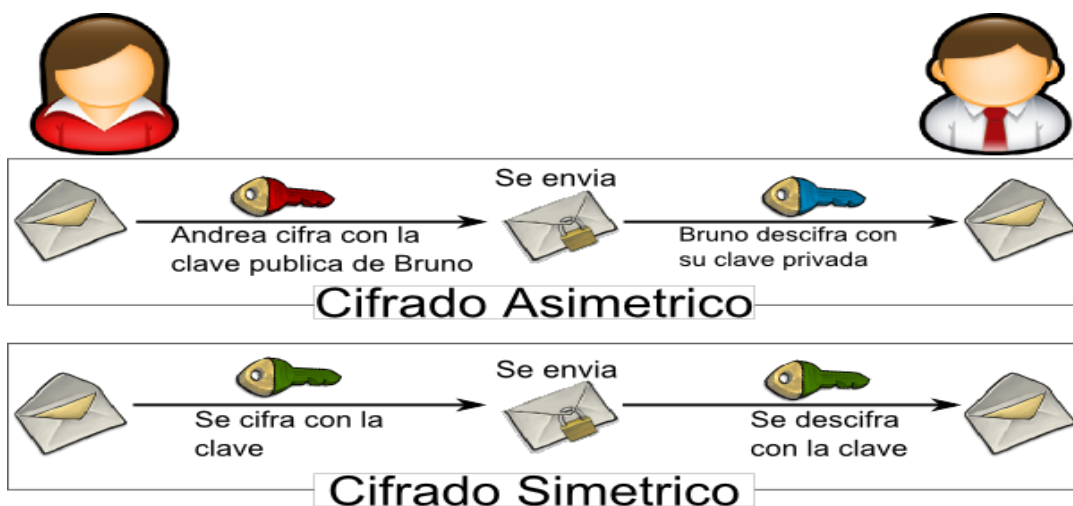 Se envia
Andrea cifra con la
clave publica de Bruno
Bruno descifra con
su clave privada
Cifrado Asimetrico
Se envia
Se cifra con la
clave
Se descifra
con la clave
Cifrado Simetrico